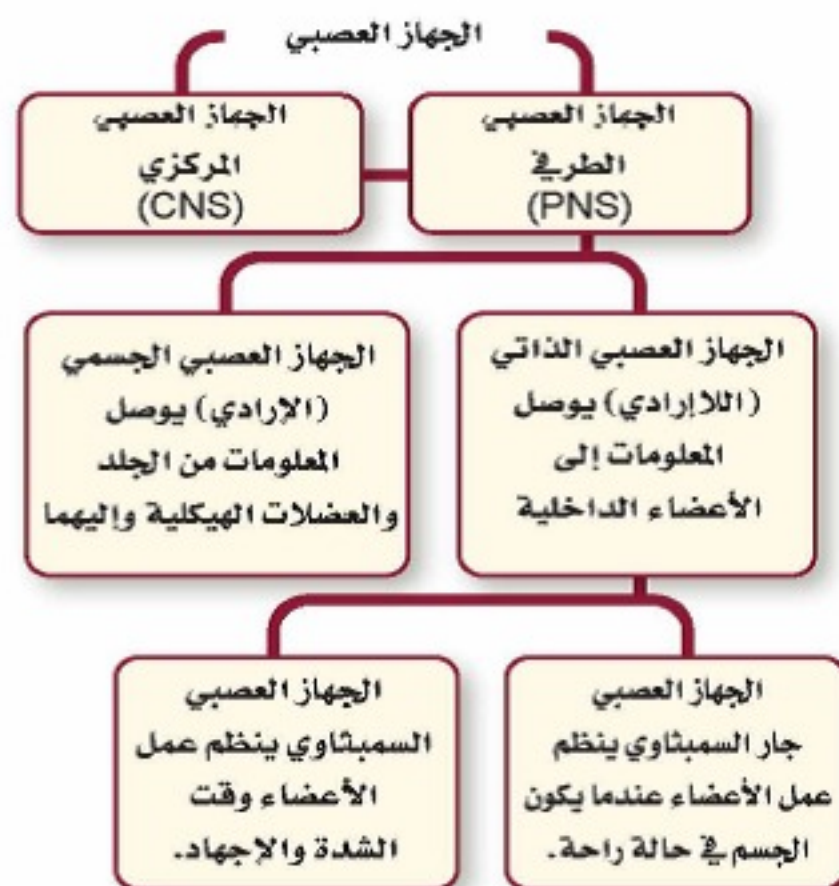 الجهاز العصبي
الجهاز العصبي
الطرفي
(PNS)
الجهاز العصبي
المركزي
(CNS)
الجهاز العصبي الذاتي
(اللاإرادي) يوصل
المعلومات إلى
الأعضاء الداخلية
الجهاز العصبي الجسمي
(الإرادي) يوصل
المعلومات من الجلد
والعضلات الهيكلية وإليهما
الجهاز العصبي
جار السمبثاوي ينظم
عمل الأعضاء عندما يكون
الجسم في حالة راحة.
الجهاز العصبي
السمبثاوي ينظم عمل
الأعضاء وقت
الشدة والإجهاد.